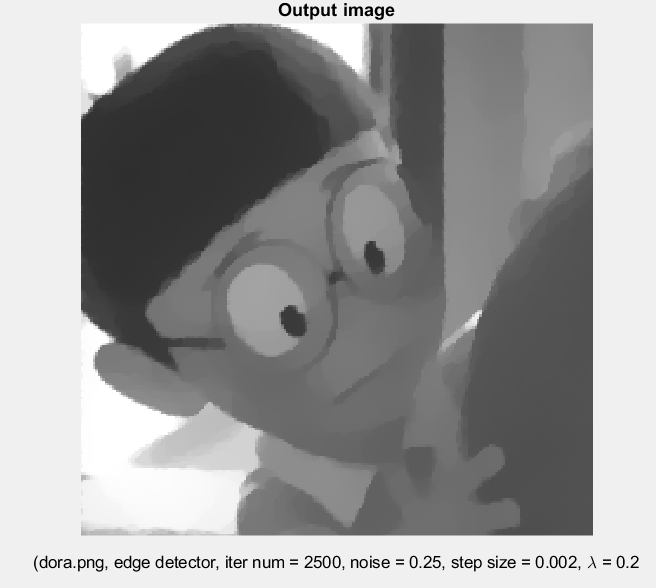 Output image
(dora.png, edge detector, iter num = 2500, noise = 0.25, step size = 0.002, λ = 0.2